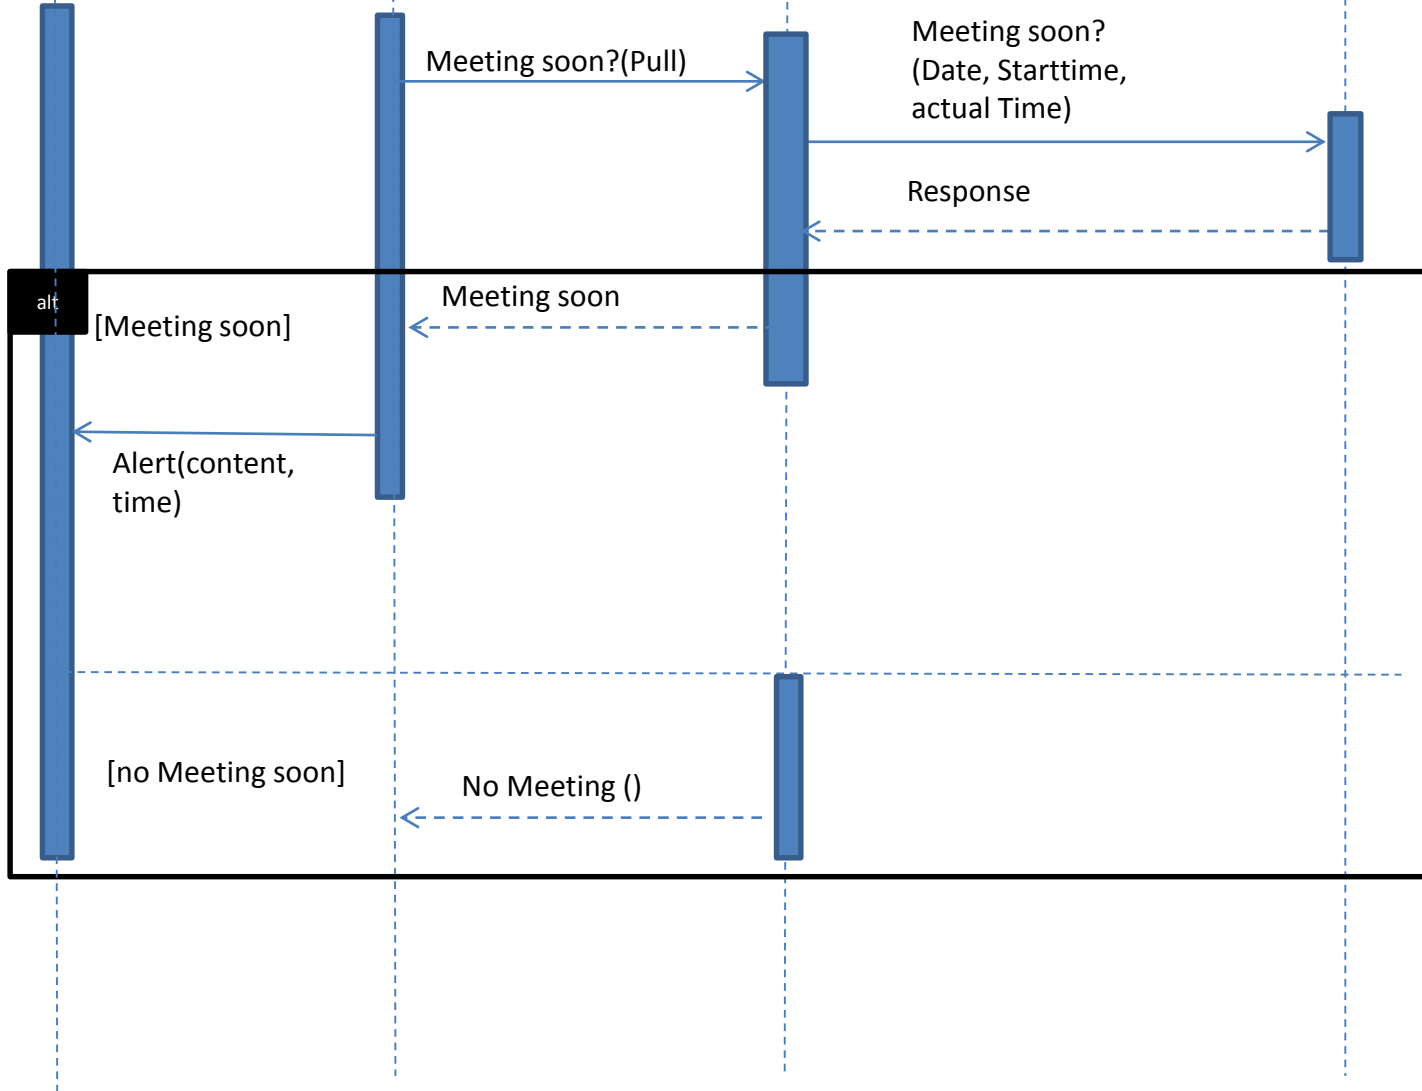 Meeting soon?(Pull)
Meeting soon?
(Date, Starttime,
actual Time)
Response
alt
[Meeting soon]
Meeting soon
Alert(content,
time)
[no Meeting soon]
No Meeting ()